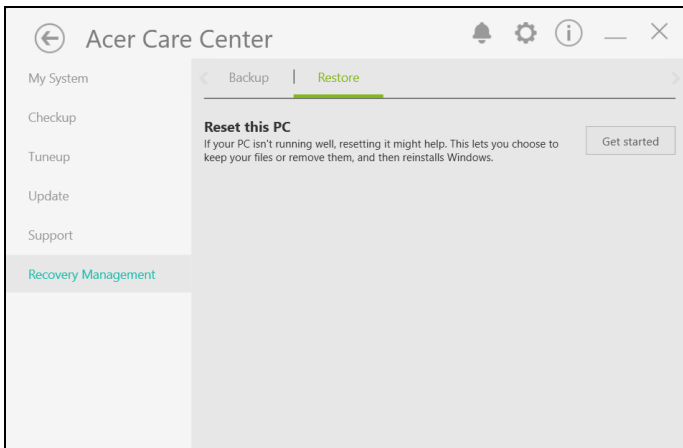 Acer Care Center
My System
Checkup
Tuneup
Update
Support
Recovery Management
Backup | Restore
Reset this PC
If your PC isn't running well, resetting it might help. This lets you choose to
keep your files or remove them, and then reinstalls Windows.
Get started